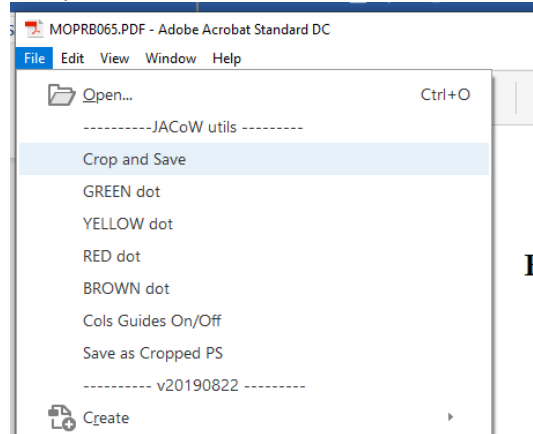 MOPRB065.PDF - Adobe Acrobat Standard DC
File Edit View Window Help
Open... Ctrl+O
----------JACoW utils ---------
Crop and Save
GREEN dot
YELLOW dot
RED dot
BROWN dot
Cols Guides On/Off
Save as Cropped PS
---------- v20190822 ---------
Create